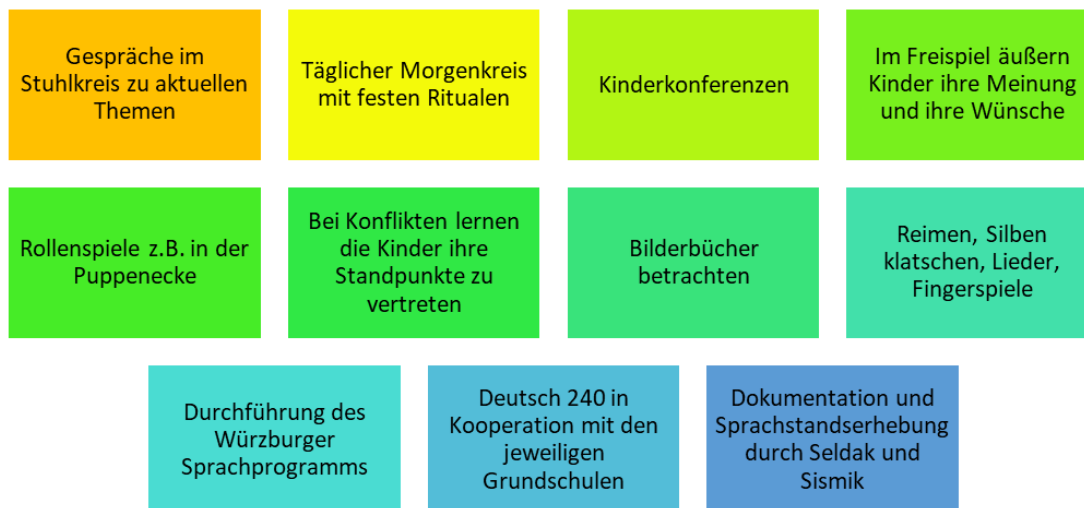 Gespräche im
Stuhlkreis zu aktuellen
Themen
Täglicher Morgenkreis
mit festen Ritualen
Kinderkonferenzen
Im Freispiel äußern
Kinder ihre Meinung
und ihre Wünsche
Rollenspiele z.B. in der
Puppenecke
Bei Konflikten lernen
die Kinder ihre
Standpunkte zu
vertreten
Bilderbücher
betrachten
Reimen, Silben
klatschen, Lieder,
Fingerspiele
Durchführung des
Würzburger
Sprachprogramms
Deutsch 240 in
Kooperation mit den
jeweiligen
Grundschulen
Dokumentation und
Sprachstandserhebung
durch Seldak und
Sismik